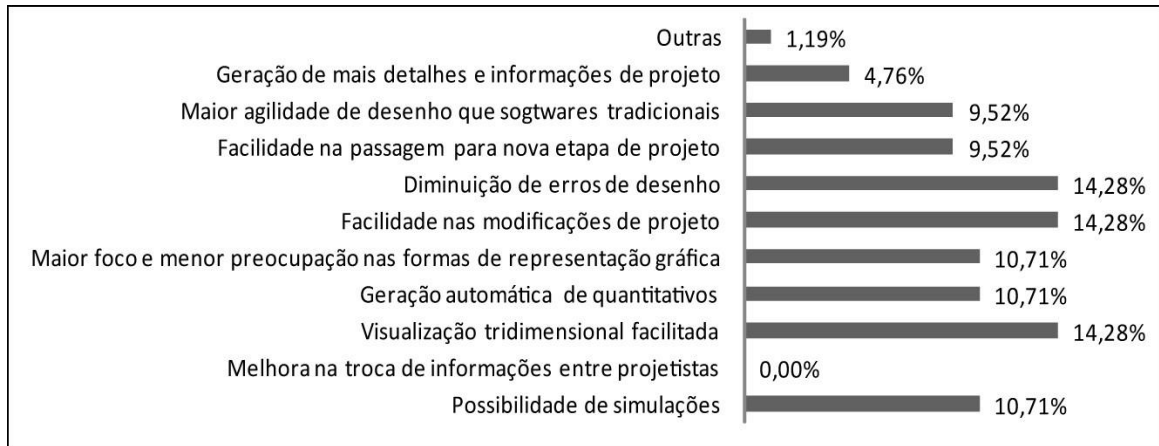 Outras 1,19%
Geração de mais detalhes e informações de projeto 4,76%
Maior agilidade de desenho que sogtwares tradicionais 9,52%
Facilidade na passagem para nova etapa de projeto 9,52%
Diminuição de erros de desenho 14,28%
Facilidade nas modificações de projeto 14,28%
Maior foco e menor preocupação nas formas de representação gráfica 10,71%
Geração automática de quantitativos 10,71%
Visualização tridimensional facilitada 14,28%
Melhora na troca de informações entre projetistas 0,00%
Possibilidade de simulações 10,71%